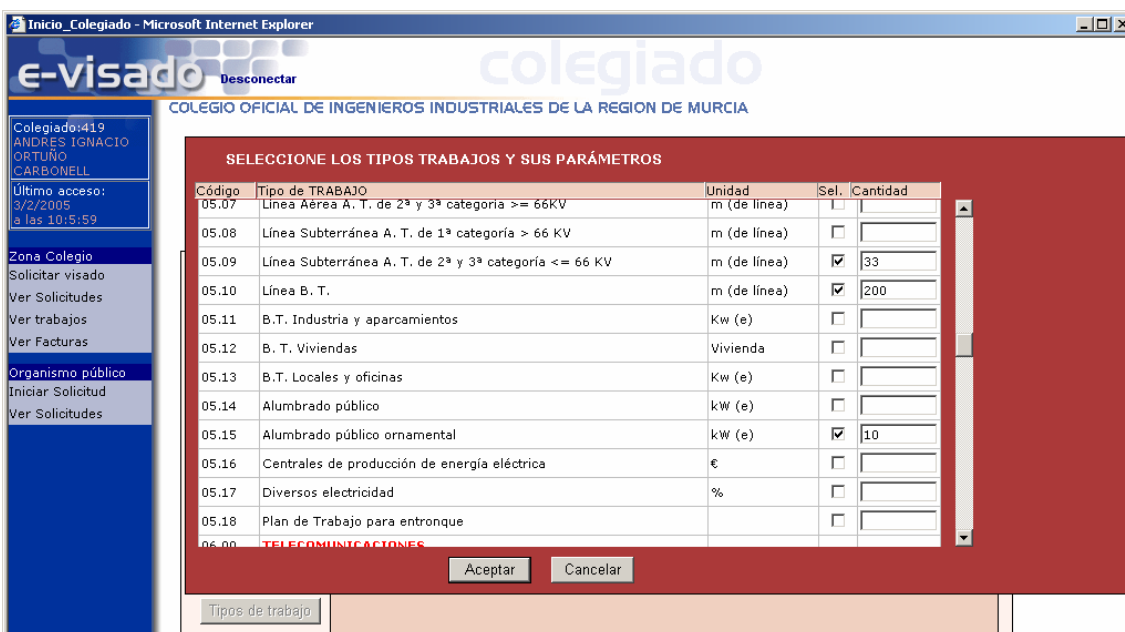 Inicio_Colegiado - Microsoft Internet Explorer
e-visado
Desconectar
colegiado
COLEGIO OFICIAL DE INGENIEROS INDUSTRIALES DE LA REGION DE MURCIA
Colegiado:419
ANDRES IGNACIO
ORTUÑO
CARBONELL
Último acceso:
3/2/2005
a las 10:5:59
Zona Colegio
Solicitar visado
Ver Solicitudes
Ver trabajos
Ver Facturas
Organismo público
Iniciar Solicitud
Ver Solicitudes
SELECCIONE LOS TIPOS TRABAJOS Y SUS PARÁMETROS
Código Tipo de TRABAJO Unidad Sel. Cantidad
05.07 Línea Aérea A. T. de 2ª y 3ª categoría >= 66KV m (de línea)
05.08 Línea Subterránea A. T. de 1ª categoría > 66 KV m (de línea)
05.09 Línea Subterránea A. T. de 2ª y 3ª categoría <= 66 KV m (de línea) 33
05.10 Línea B. T. m (de línea) 200
05.11 B.T. Industria y aparcamientos Kw (e)
05.12 B. T. Viviendas Vivienda
05.13 B.T. Locales y oficinas Kw (e)
05.14 Alumbrado público kW (e)
05.15 Alumbrado público ornamental kW (e) 10
05.16 Centrales de producción de energía eléctrica €
05.17 Diversos electricidad %
05.18 Plan de Trabajo para entronque
06.00 TELECOMUNICACIONES
Aceptar Cancelar
Tipos de trabajo